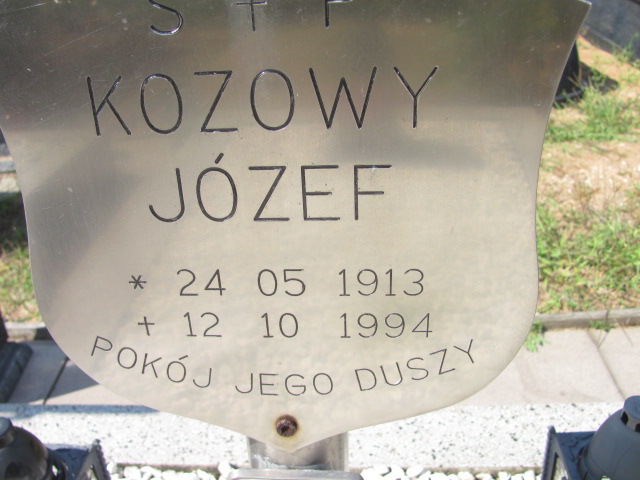 S + P
KOZOWY
JÓZEF
* 24 05 1913
+ 12 10 1994
POKÓJ JEGO DUSZY